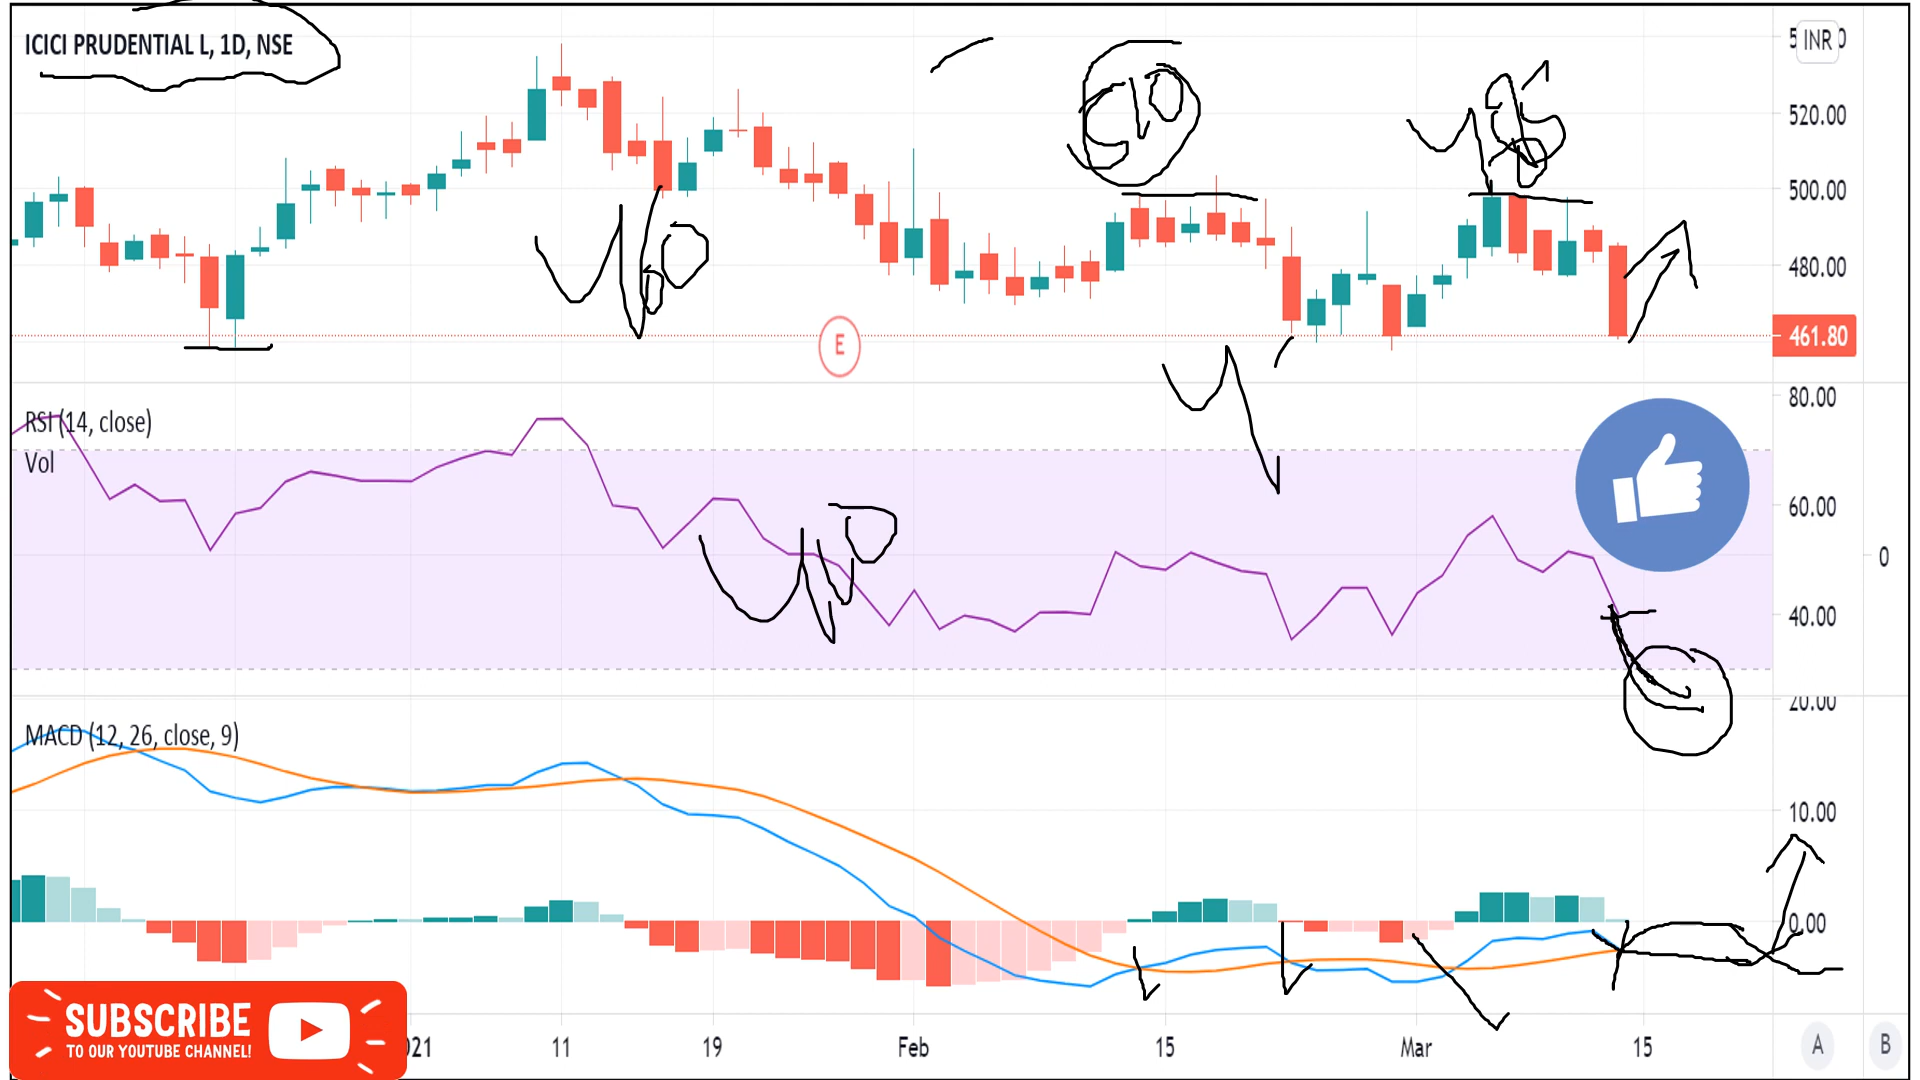 ICICI PRUDENTIAL L, 1D, NSE
INR
520.00
500.00
480.00
461.80
E
460
RSI (14, close)
Vol
80.00
60.00
40.00
0
MACD (12, 26, close, 9)
20.00
10.00
0.00
SUBSCRIBE
TO OUR YOUTUBE CHANNEL!
021
11
19
Feb
15
Mar
15
A
B